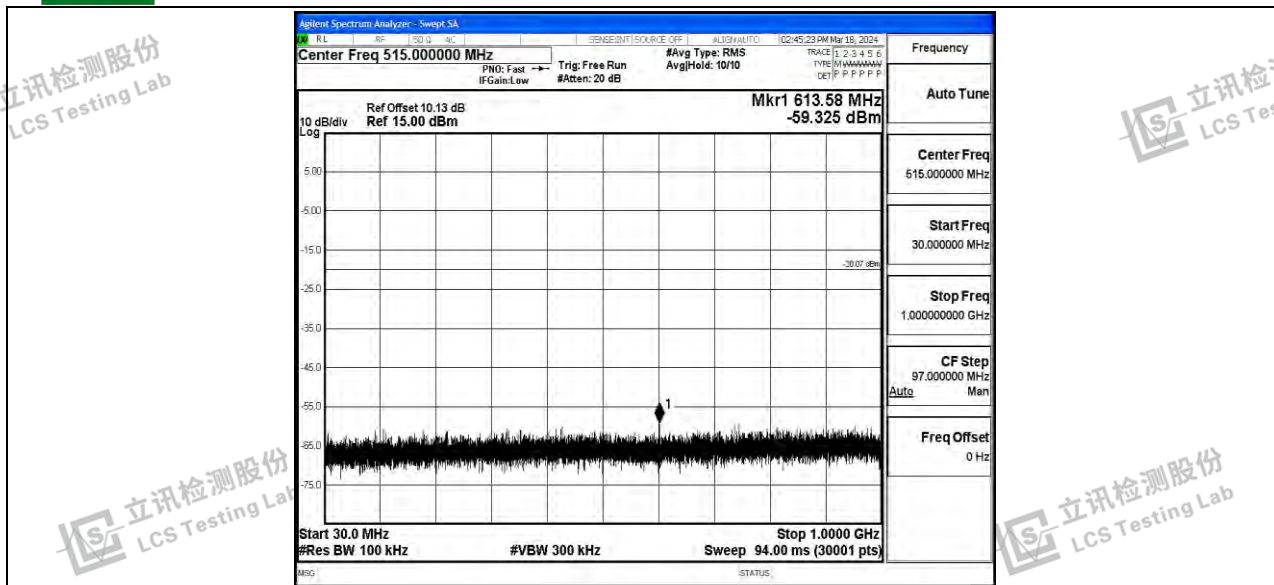 Agilent Spectrum Analyzer - Swept SA
RL RF 50 Ω AC SENSE:INT SOURCE OFF ALIGNAUTO 02:45:23 PM Mar 18, 2024
Center Freq 515.000000 MHz
PNO: Fast
IFGain:Low
Trig: Free Run
#Atten: 20 dB
#Avg Type: RMS
Avg|Hold: 10/10
TRACE 1 2 3 4 5 6
TYPE M WWWWW
DET P P P P P P
Ref Offset 10.13 dB
10 dB/div Ref 15.00 dBm
Log
Mkr1 613.58 MHz
-59.325 dBm
5.00
-5.00
-15.0
-25.0
-35.0
-45.0
-55.0
-65.0
-75.0
1
Start 30.0 MHz
Stop 1.0000 GHz
#Res BW 100 kHz
#VBW 300 kHz
Sweep 94.00 ms (30001 pts)
MSG
STATUS
Frequency
Auto Tune
Center Freq
515.000000 MHz
Start Freq
30.000000 MHz
Stop Freq
1.000000000 GHz
CF Step
97.000000 MHz
Auto Man
Freq Offset
0 Hz
立讯检测股份
LCS Testing Lab
立讯检
LCS Tes
立讯检测股份
LCS Testing Lab
立讯检测股份
LCS Testing Lab